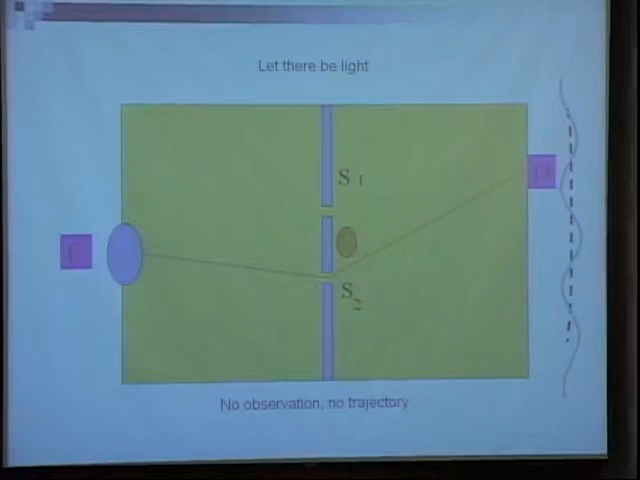 Let there be light
S 1
S 2
No observation, no trajectory